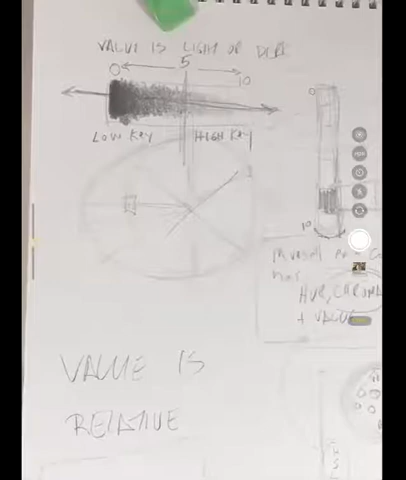 VALUE IS LIGHT OR DARK
0 5 10
LOW KEY HIGH KEY
0
10
HAS
HUE, CHROMA
+ VALUE
VALUE IS
RELATIVE